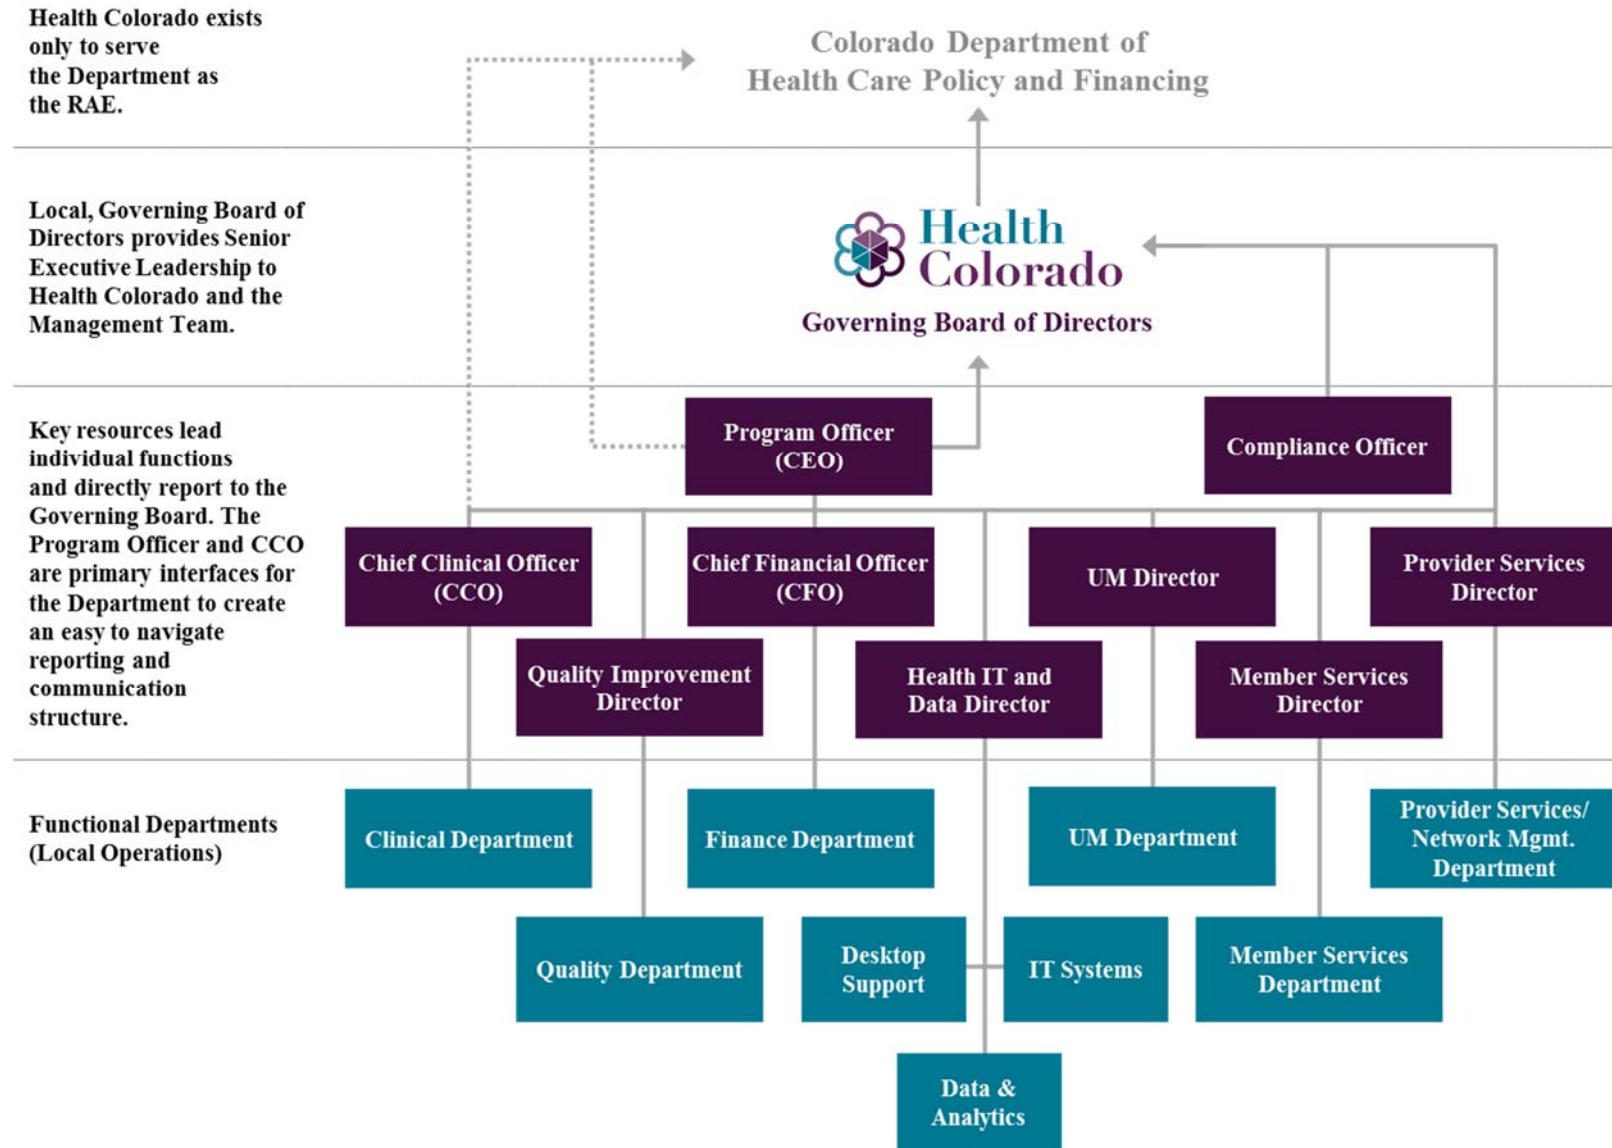 Health Colorado exists
only to serve
the Department as
the RAE.
Colorado Department of
Health Care Policy and Financing
Local, Governing Board of
Directors provides Senior
Executive Leadership to
Health Colorado and the
Management Team.
Health
Colorado
Governing Board of Directors
Key resources lead
individual functions
and directly report to the
Governing Board. The
Program Officer and CCO
are primary interfaces for
the Department to create
an easy to navigate
reporting and
communication
structure.
Program Officer
(CEO)
Compliance Officer
Chief Clinical Officer
(CCO)
Chief Financial Officer
(CFO)
UM Director
Provider Services
Director
Quality Improvement
Director
Health IT and
Data Director
Member Services
Director
Functional Departments
(Local Operations)
Clinical Department
Finance Department
UM Department
Provider Services/
Network Mgmt.
Department
Quality Department
Desktop
Support
IT Systems
Member Services
Department
Data &
Analytics